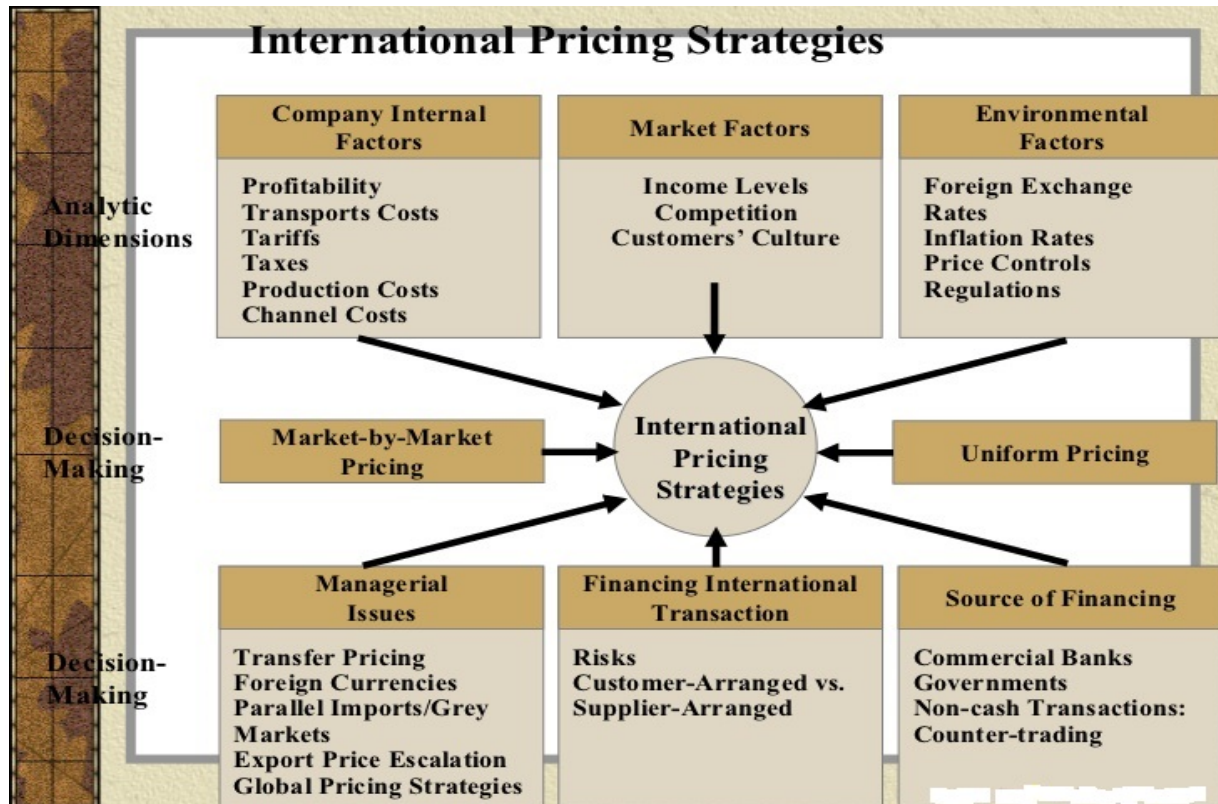 International Pricing Strategies
Company Internal
Factors
Market Factors
Environmental
Factors
Analytic
Dimensions
Profitability
Transports Costs
Tariffs
Taxes
Production Costs
Channel Costs
Income Levels
Competition
Customers’ Culture
Foreign Exchange
Rates
Inflation Rates
Price Controls
Regulations
Decision-
Making
Market-by-Market
Pricing
International
Pricing
Strategies
Uniform Pricing
Decision-
Making
Managerial
Issues
Transfer Pricing
Foreign Currencies
Parallel Imports/Grey
Markets
Export Price Escalation
Global Pricing Strategies
Financing International
Transaction
Risks
Customer-Arranged vs.
Supplier-Arranged
Source of Financing
Commercial Banks
Governments
Non-cash Transactions:
Counter-trading